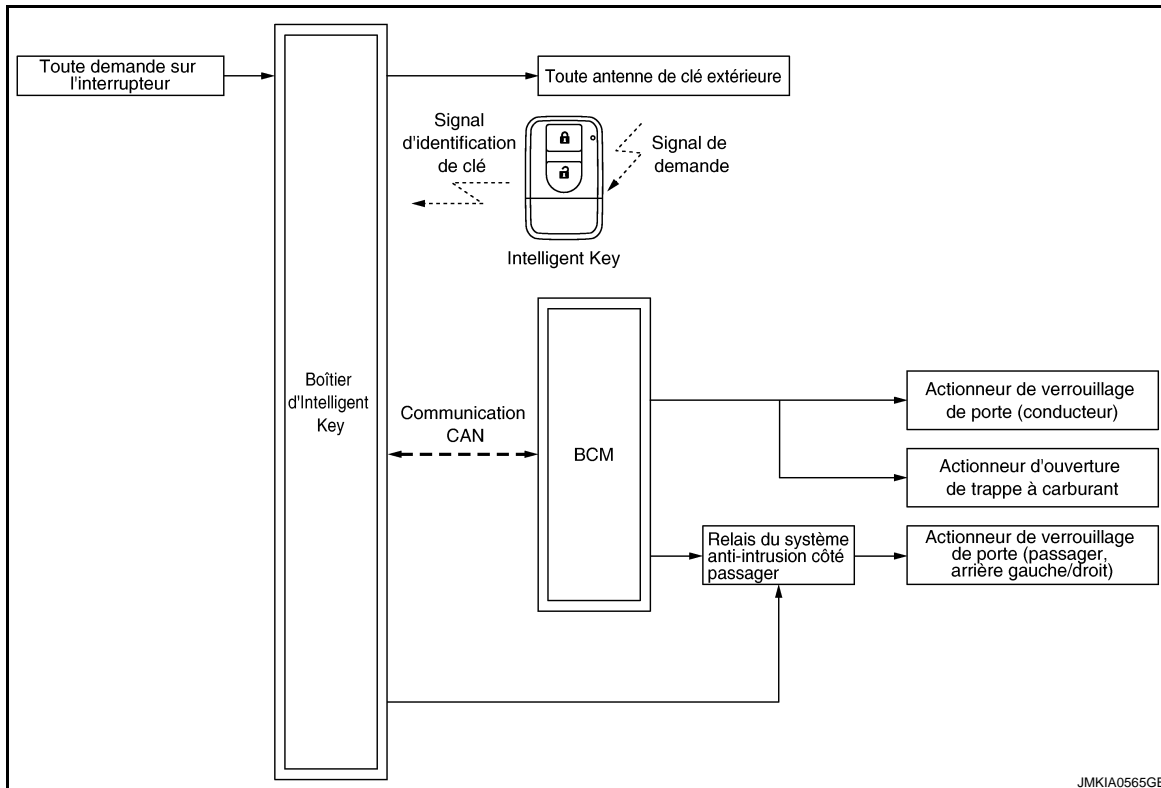 Toute demande sur
l'interrupteur
Toute antenne de clé extérieure
Signal
d'identification
de clé
Signal de
demande
Intelligent Key
Boîtier
d'Intelligent
Key
Communication
CAN
BCM
Actionneur de verrouillage
de porte (conducteur)
Actionneur d'ouverture
de trappe à carburant
Relais du système
anti-intrusion côté
passager
Actionneur de verrouillage
de porte (passager,
arrière gauche/droit)
JMKIA0565GB